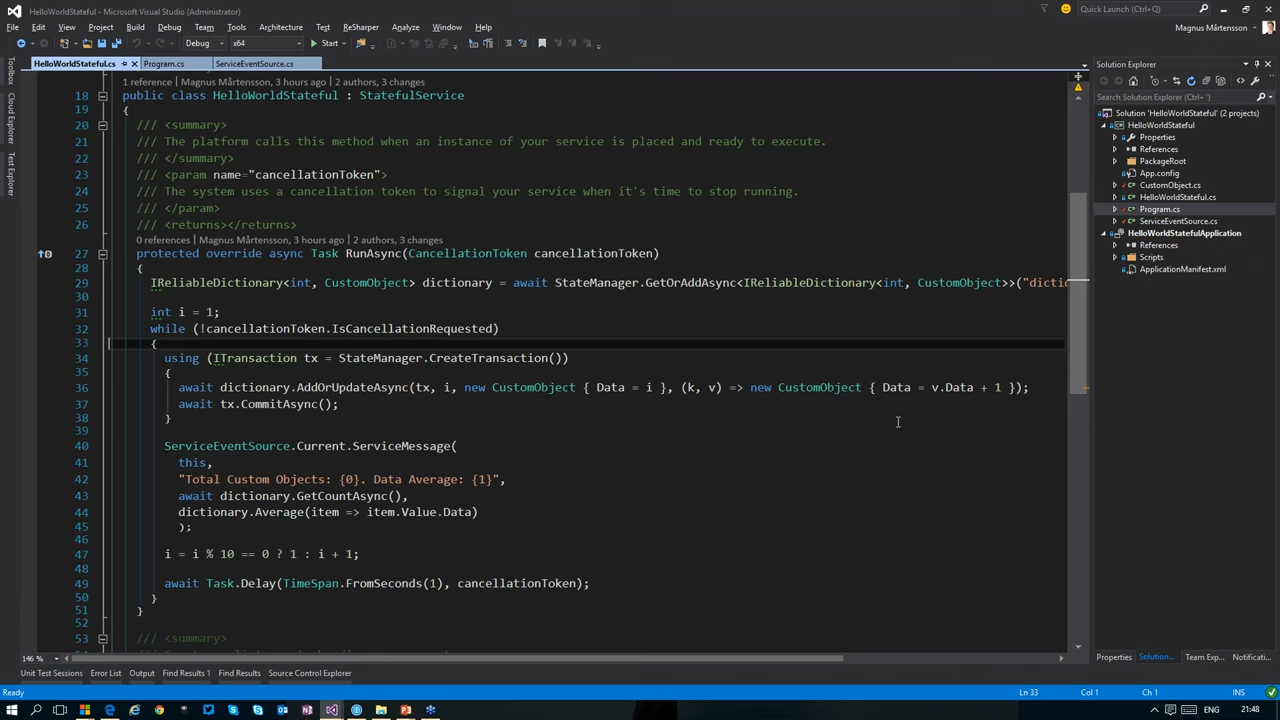 HelloWorldStateful - Microsoft Visual Studio (Administrator)
Quick Launch (Ctrl+Q)
File Edit View Project Build Debug Team Tools Architecture Test ReSharper Analyze Window Help
Magnus Mårtensson
Debug x64 Start
HelloWorldStateful.cs Program.cs ServiceEventSource.cs
Toolbox
Cloud Explorer
Test Explorer
1 reference | Magnus Mårtensson, 3 hours ago | 2 authors, 3 changes
18 public class HelloWorldStateful : StatefulService
19 {
20 /// <summary>
21 /// The platform calls this method when an instance of your service is placed and ready to execute.
22 /// </summary>
23 /// <param name="cancellationToken">
24 /// The system uses a cancellation token to signal your service when it's time to stop running.
25 /// </param>
26 /// <returns></returns>
0 references | Magnus Mårtensson, 3 hours ago | 2 authors, 3 changes
27 protected override async Task RunAsync(CancellationToken cancellationToken)
28 {
29 IReliableDictionary<int, CustomObject> dictionary = await StateManager.GetOrAddAsync<IReliableDictionary<int, CustomObject>>("dictio
30
31 int i = 1;
32 while (!cancellationToken.IsCancellationRequested)
33 {
34 using (ITransaction tx = StateManager.CreateTransaction())
35 {
36 await dictionary.AddOrUpdateAsync(tx, i, new CustomObject { Data = i }, (k, v) => new CustomObject { Data = v.Data + 1 });
37 await tx.CommitAsync();
38 }
39
40 ServiceEventSource.Current.ServiceMessage(
41 this,
42 "Total Custom Objects: {0}. Data Average: {1}",
43 await dictionary.GetCountAsync(),
44 dictionary.Average(item => item.Value.Data)
45 );
46
47 i = i % 10 == 0 ? 1 : i + 1;
48
49 await Task.Delay(TimeSpan.FromSeconds(1), cancellationToken);
50 }
51 }
52
53 /// <summary>
146 %
Solution Explorer
Search Solution Explorer (Ctrl+')
Solution 'HelloWorldStateful' (2 projects)
HelloWorldStateful
Properties
References
PackageRoot
App.config
CustomObject.cs
HelloWorldStateful.cs
Program.cs
ServiceEventSource.cs
HelloWorldStatefulApplication
References
Scripts
ApplicationManifest.xml
Properties Solution... Team Exp... Notificati...
Unit Test Sessions Error List Output Find Results 1 Find Results Source Control Explorer
Ready Ln 33 Col 1 Ch 1 INS
ENG 21:48